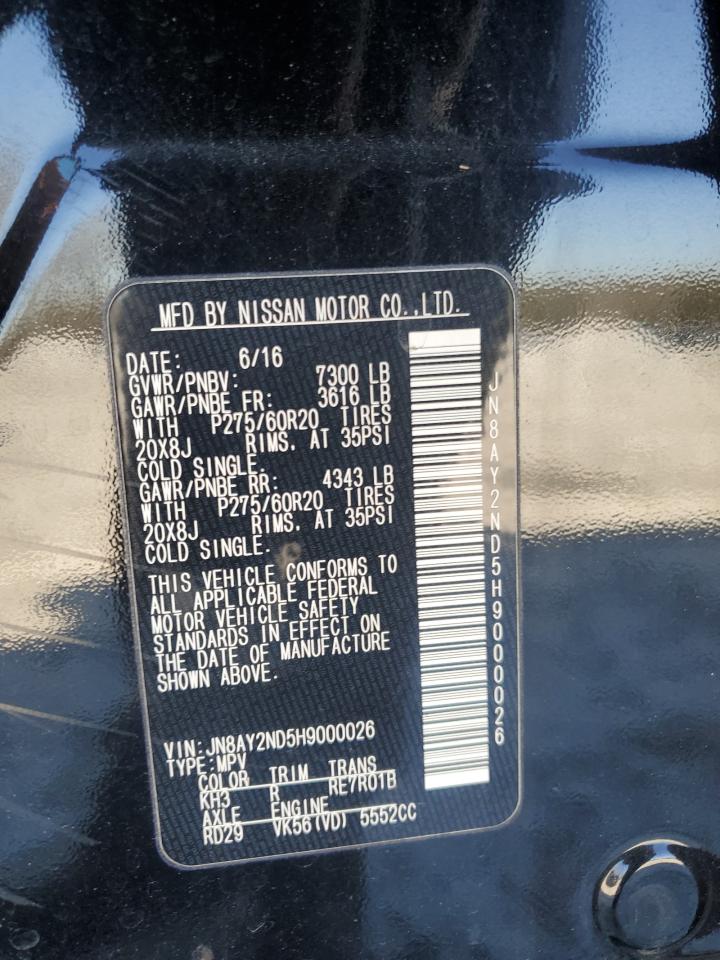 MFD BY NISSAN MOTOR CO.,LTD.
DATE: 6/16
GVWR/PNBV: 7300 LB
GAWR/PNBE FR: 3616 LB
WITH P275/60R20 TIRES
20X8J RIMS. AT 35PSI
COLD SINGLE.
GAWR/PNBE RR: 4343 LB
WITH P275/60R20 TIRES
20X8J RIMS. AT 35PSI
COLD SINGLE.
THIS VEHICLE CONFORMS TO
ALL APPLICABLE FEDERAL
MOTOR VEHICLE SAFETY
STANDARDS IN EFFECT ON
THE DATE OF MANUFACTURE
SHOWN ABOVE.
VIN:JN8AY2ND5H9000026
TYPE:MPV
COLOR TRIM TRANS
KH3 R RE7R01B
AXLE ENGINE
RD29 VK56(VD) 5552CC
JN8AY2ND5H9000026